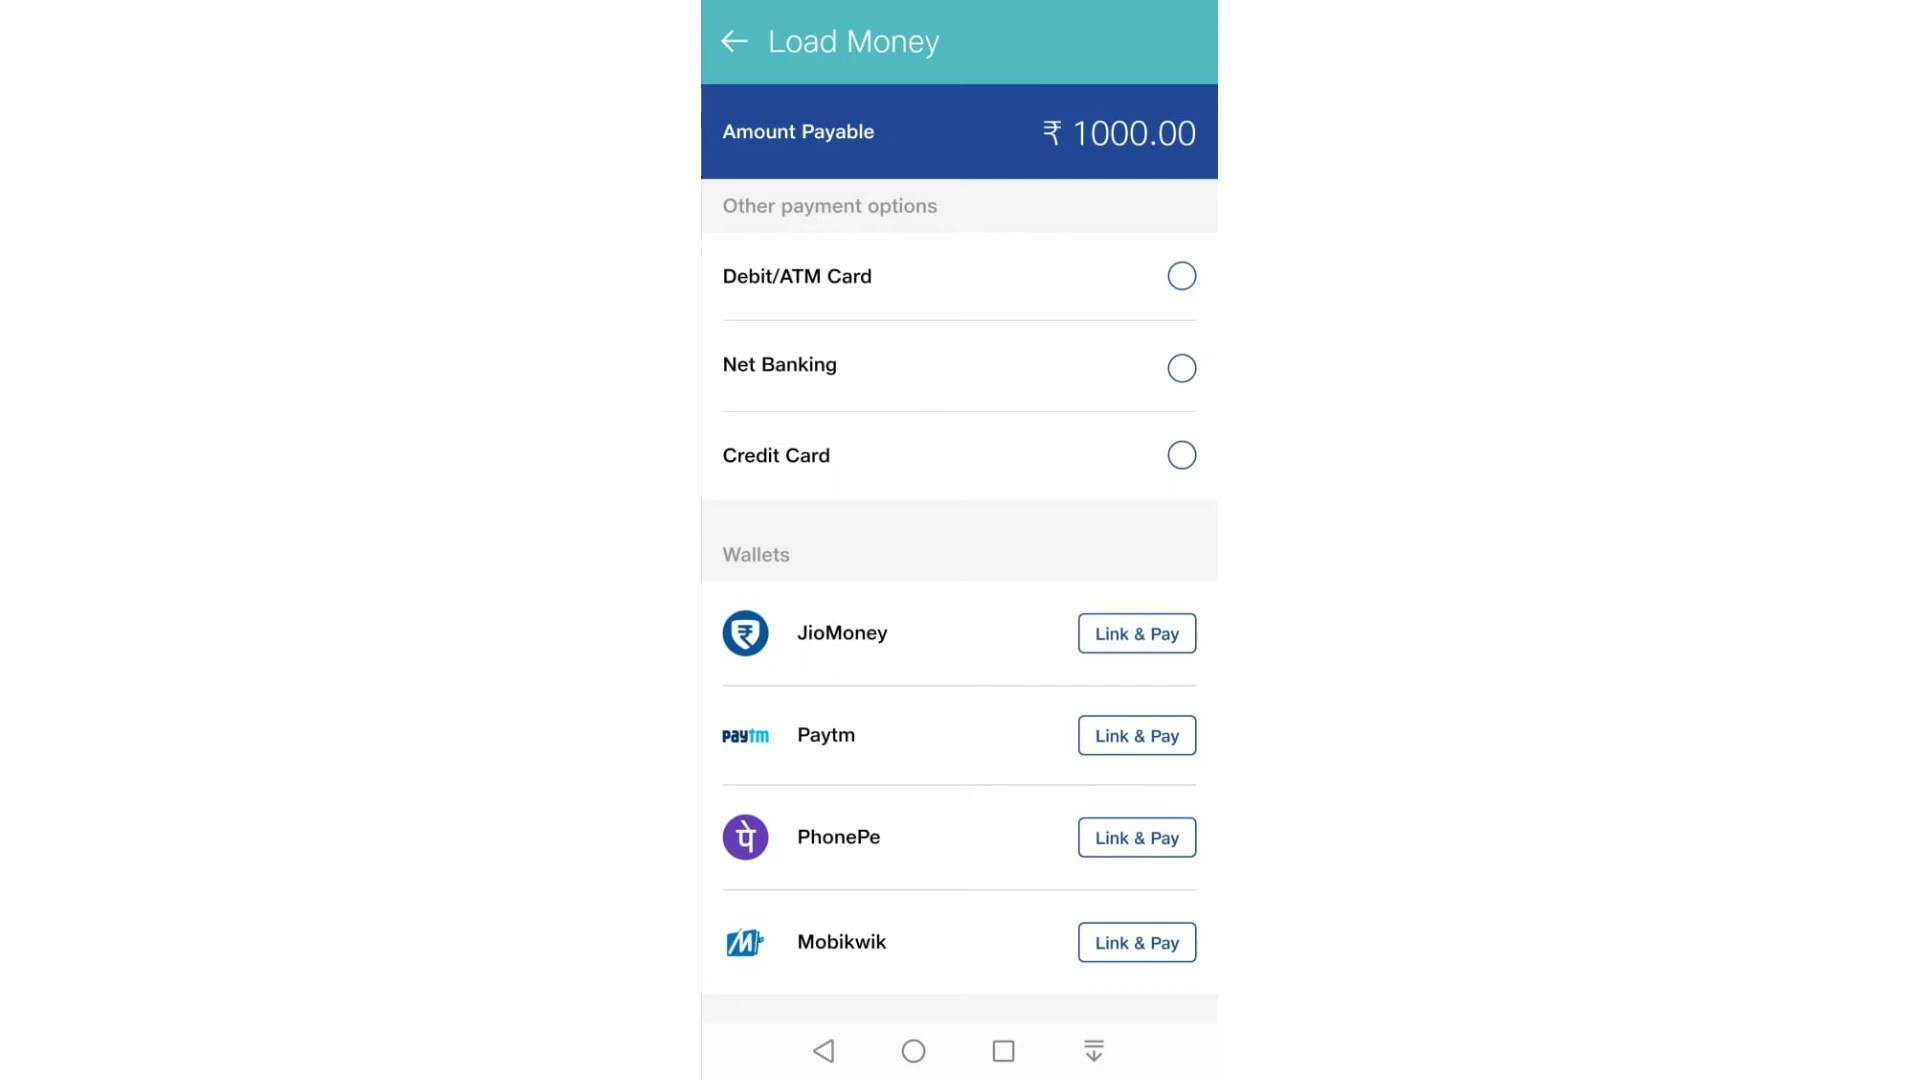 Load Money
Amount Payable ₹ 1000.00
Other payment options
Debit/ATM Card
Net Banking
Credit Card
Wallets
₹ JioMoney Link & Pay
paytm Paytm Link & Pay
पे PhonePe Link & Pay
M Mobikwik Link & Pay